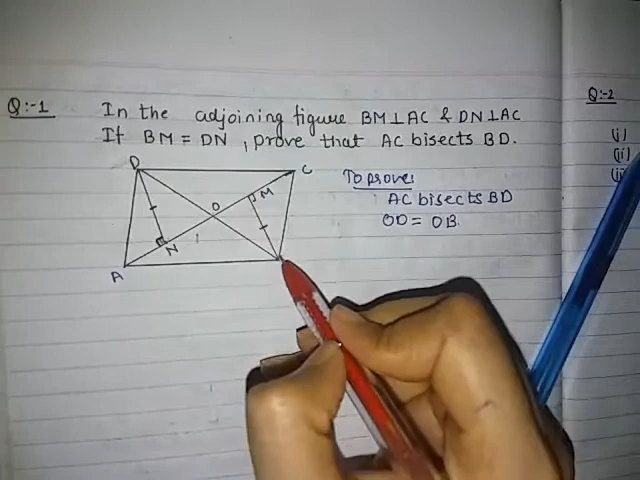 Q:-1 In the adjoining figure BM⊥AC & DN⊥AC
If BM = DN , prove that AC bisects BD.
D
C
To prove:
M
AC bisects BD
O
OD = OB
N
1
A
Q:-2
(i)
(ii)